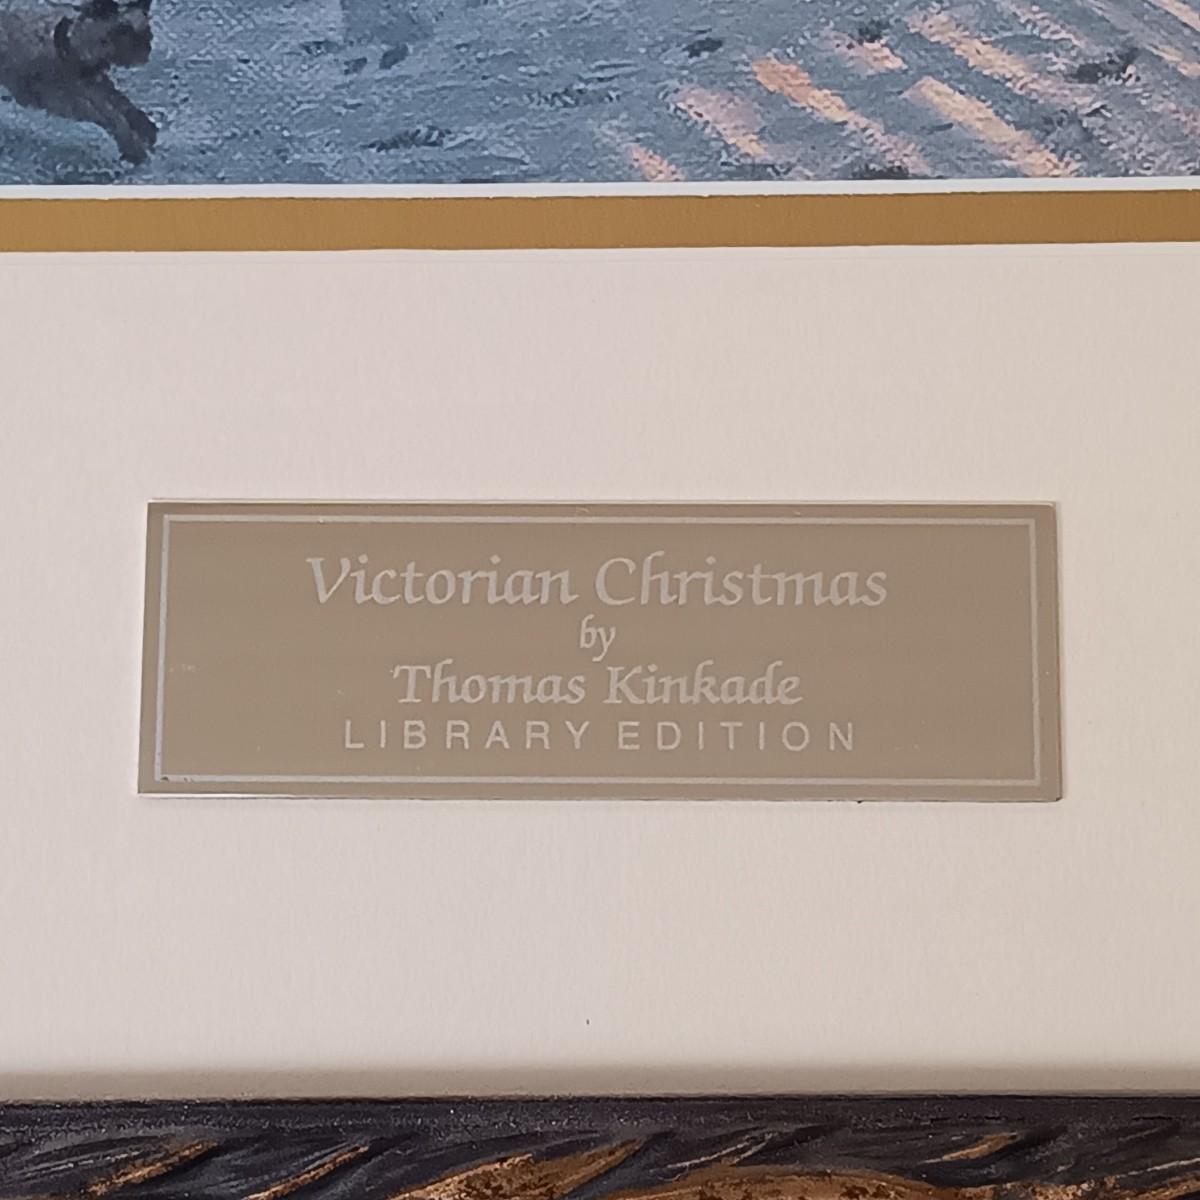 Victorian Christmas
by
Thomas Kinkade
LIBRARY EDITION